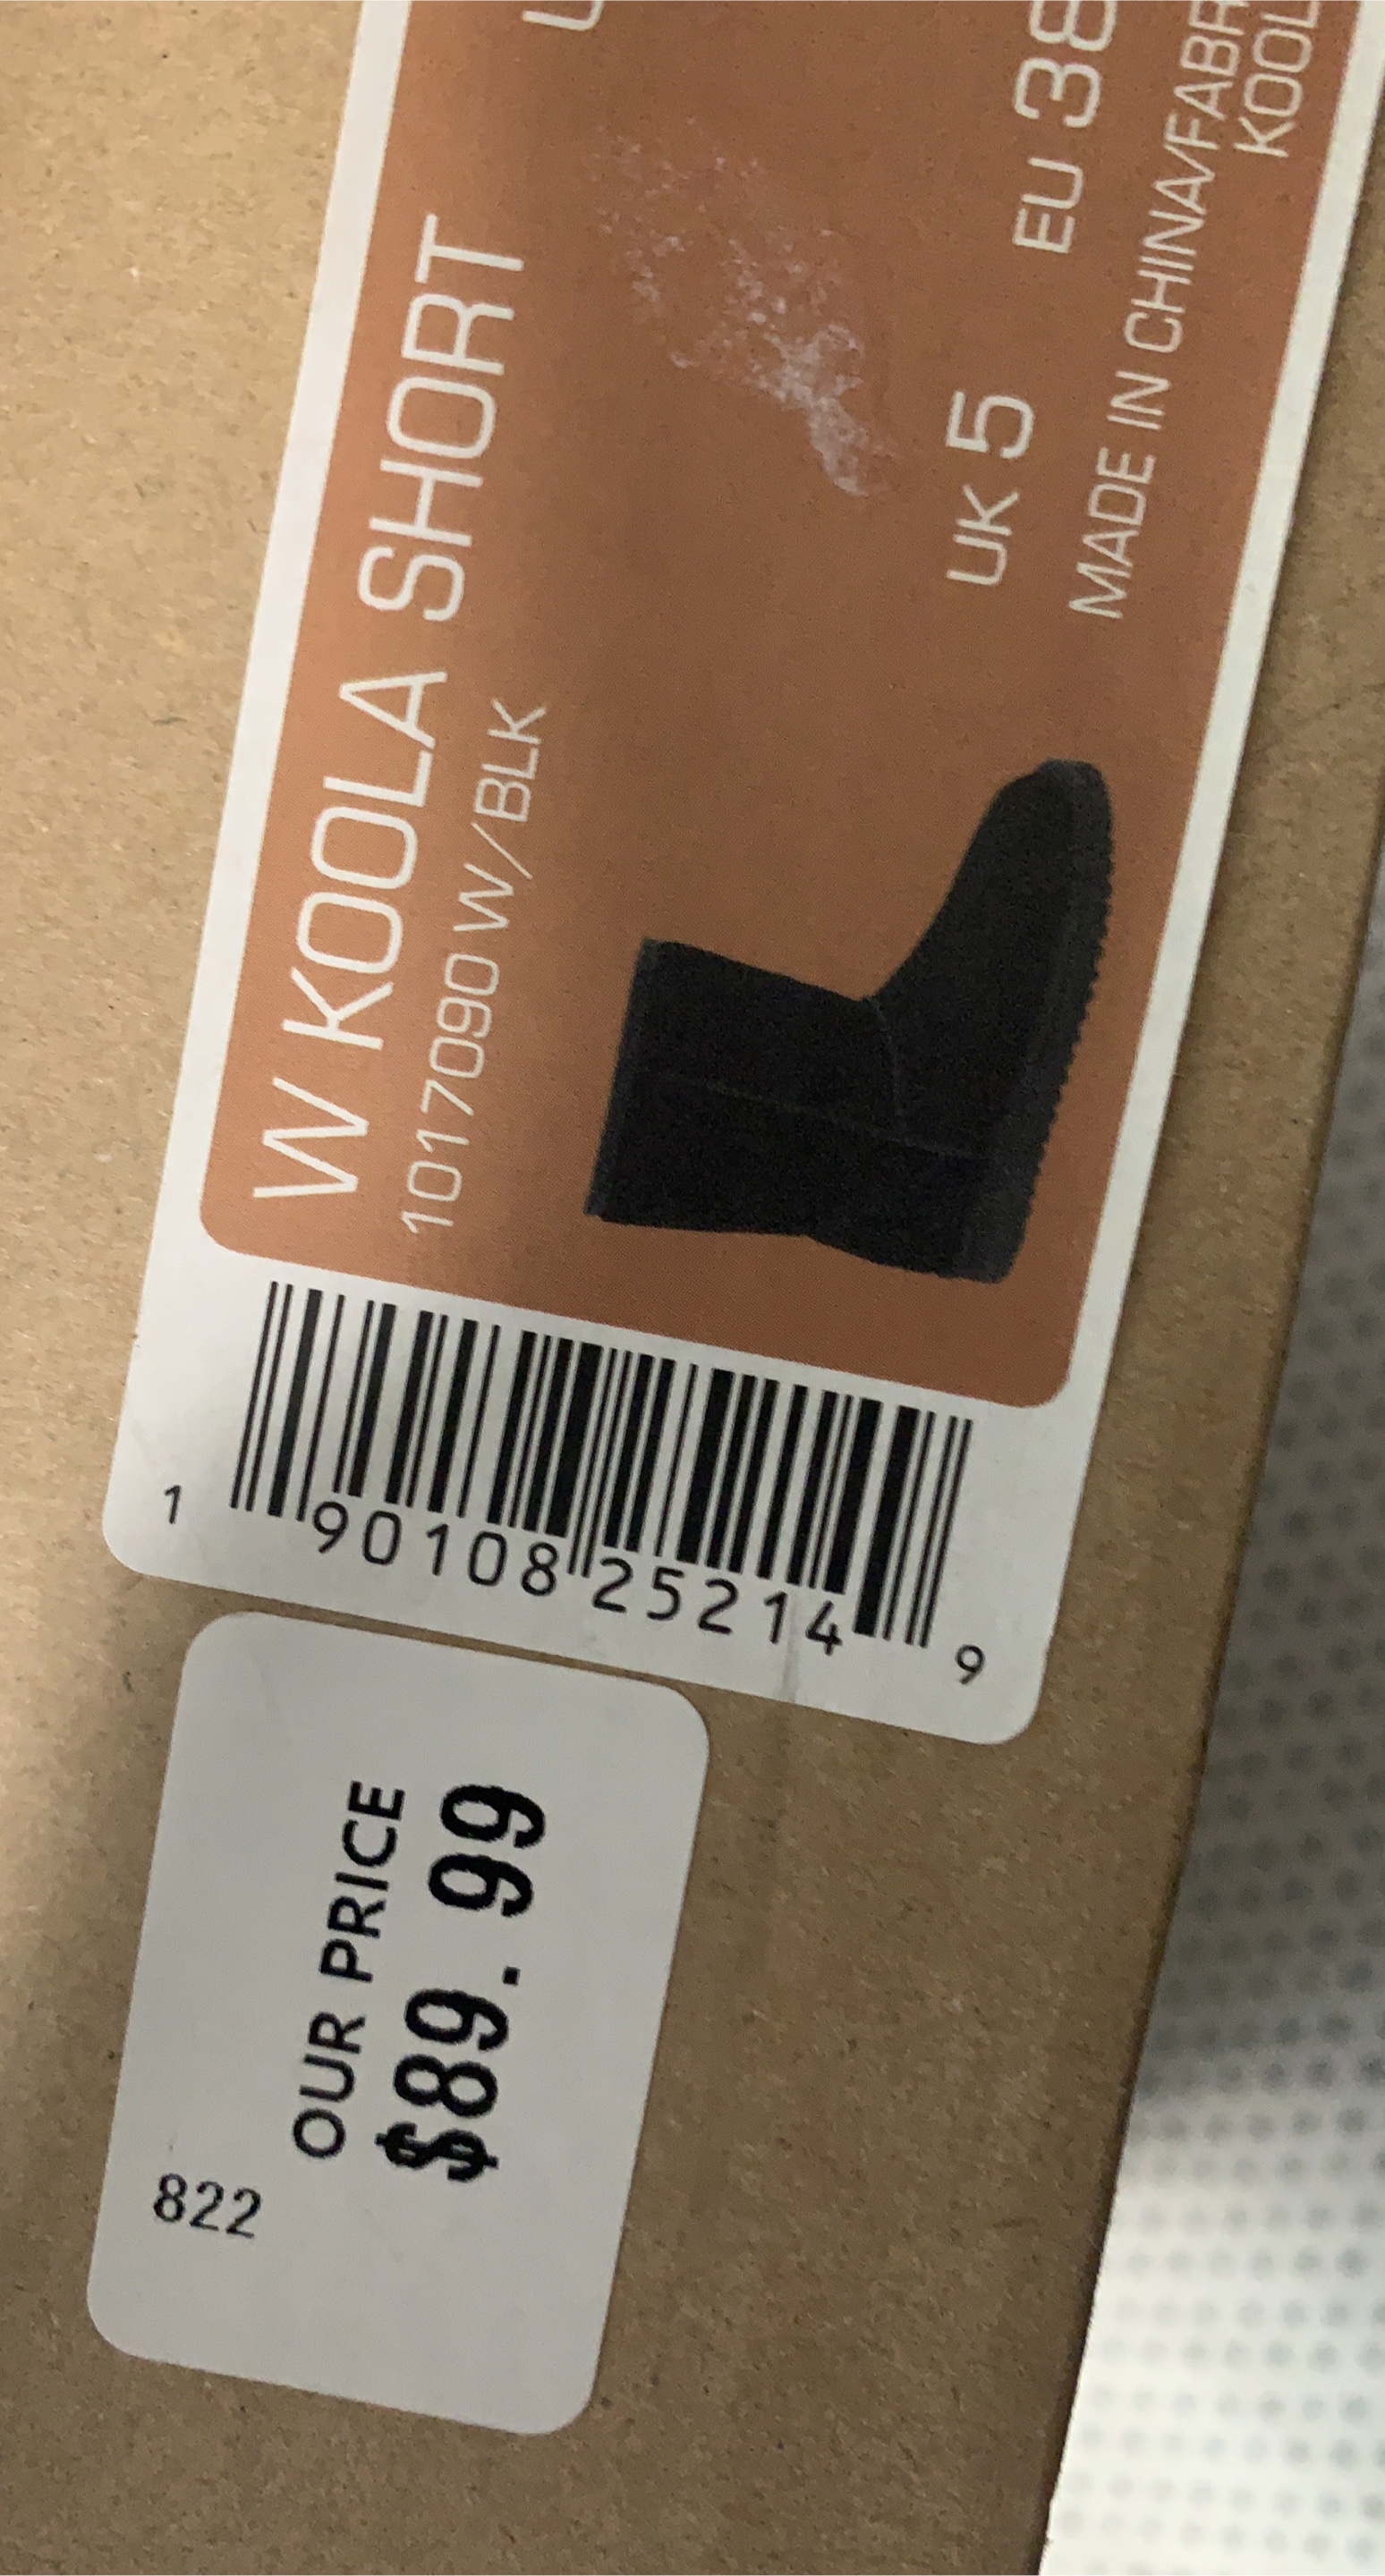 W KOOLA SHORT
1017090 W/BLK
UK 5
EU 38
MADE IN CHINA/FABR
KOOL
1 90108 25214 9
822
OUR PRICE
$89.99